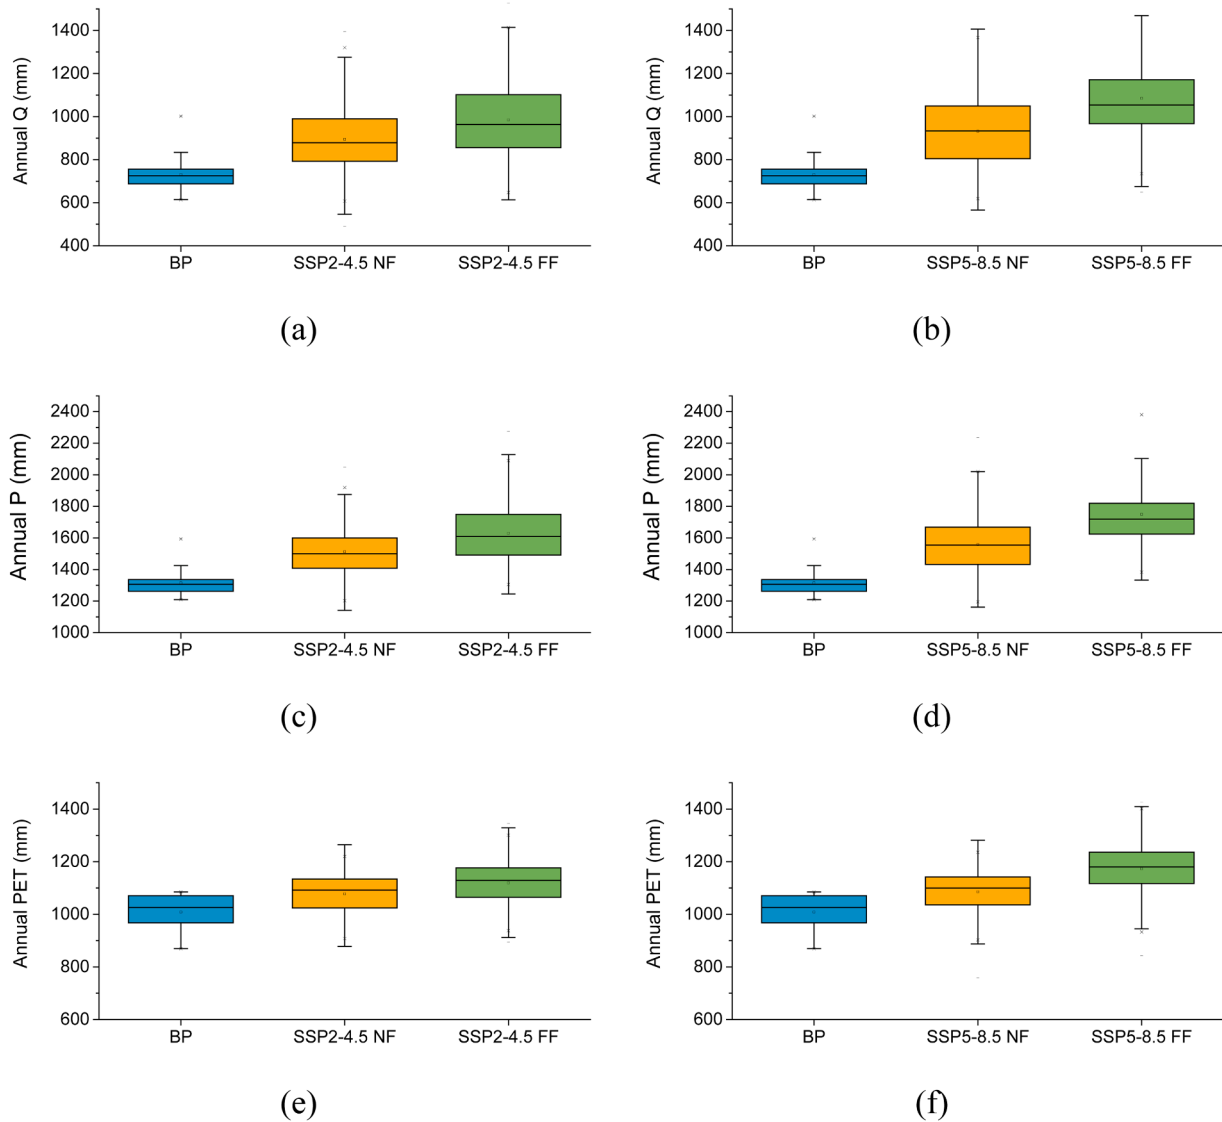 Annual Q (mm)
1400
1200
1000
800
600
400
BP
SSP2-4.5 NF
SSP2-4.5 FF
(a)
Annual Q (mm)
1400
1200
1000
800
600
400
BP
SSP5-8.5 NF
SSP5-8.5 FF
(b)
Annual P (mm)
2400
2200
2000
1800
1600
1400
1200
1000
BP
SSP2-4.5 NF
SSP2-4.5 FF
(c)
Annual P (mm)
2400
2200
2000
1800
1600
1400
1200
1000
BP
SSP5-8.5 NF
SSP5-8.5 FF
(d)
Annual PET (mm)
1400
1200
1000
800
600
BP
SSP2-4.5 NF
SSP2-4.5 FF
(e)
Annual PET (mm)
1400
1200
1000
800
600
BP
SSP5-8.5 NF
SSP5-8.5 FF
(f)